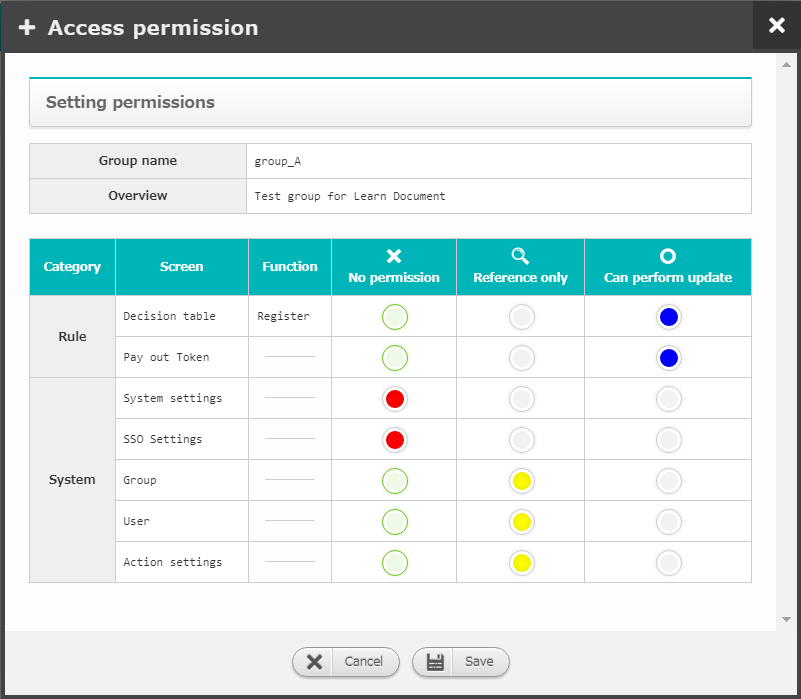 Access permission
Setting permissions
Group name group_A
Overview Test group for Learn Document
Category Screen Function No permission Reference only Can perform update
Rule
Decision table Register
Pay out Token
System
System settings
SSO Settings
Group
User
Action settings
Cancel Save